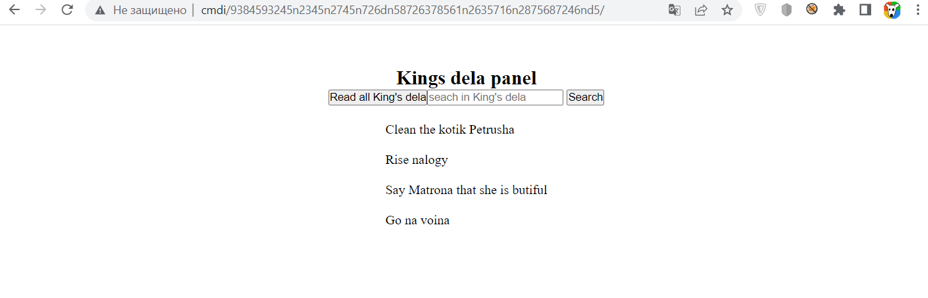 Не защищено | cmdi/9384593245n2345n2745n726dn58726378561n2635716n2875687246nd5/
Kings dela panel
Read all King's dela seach in King's dela Search
Clean the kotik Petrusha
Rise nalogy
Say Matrona that she is butiful
Go na voina